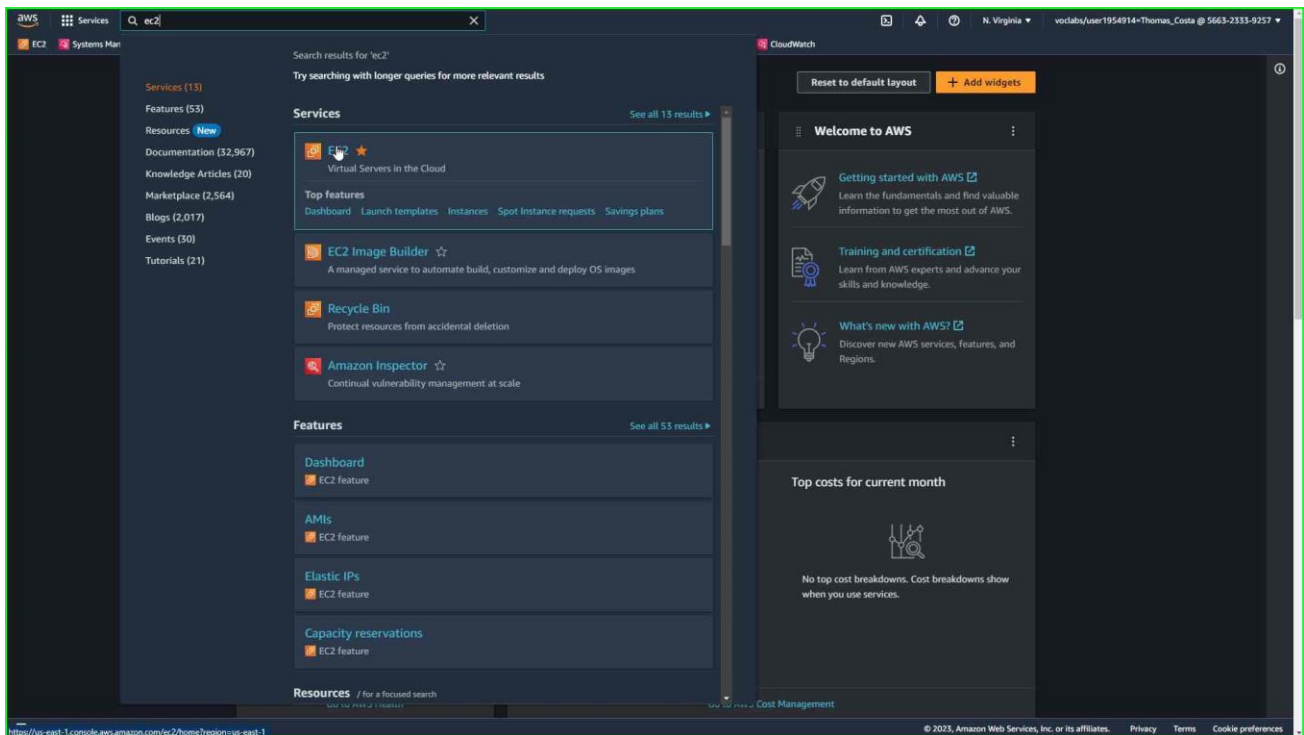 aws
Services
ec2
N. Virginia
voclabs/user1954914=Thomas_Costa @ 5663-2333-9257
EC2
Systems Man
CloudWatch
Search results for 'ec2'
Try searching with longer queries for more relevant results
Services (13)
Features (53)
Resources New
Documentation (32,967)
Knowledge Articles (20)
Marketplace (2,564)
Blogs (2,017)
Events (30)
Tutorials (21)
Services
See all 13 results
EC2
Virtual Servers in the Cloud
Top features
Dashboard Launch templates Instances Spot Instance requests Savings plans
EC2 Image Builder
A managed service to automate build, customize and deploy OS images
Recycle Bin
Protect resources from accidental deletion
Amazon Inspector
Continual vulnerability management at scale
Features
See all 53 results
Dashboard
EC2 feature
AMIs
EC2 feature
Elastic IPs
EC2 feature
Capacity reservations
EC2 feature
Resources / for a focused search
Reset to default layout
+ Add widgets
Welcome to AWS
Getting started with AWS
Learn the fundamentals and find valuable
information to get the most out of AWS.
Training and certification
Learn from AWS experts and advance your
skills and knowledge.
What's new with AWS?
Discover new AWS services, features, and
Regions.
Top costs for current month
No top cost breakdowns. Cost breakdowns show
when you use services.
Go to AWS Health
Go to AWS Cost Management
https://us-east-1.console.aws.amazon.com/ec2/home?region=us-east-1
© 2023, Amazon Web Services, Inc. or its affiliates. Privacy Terms Cookie preferences